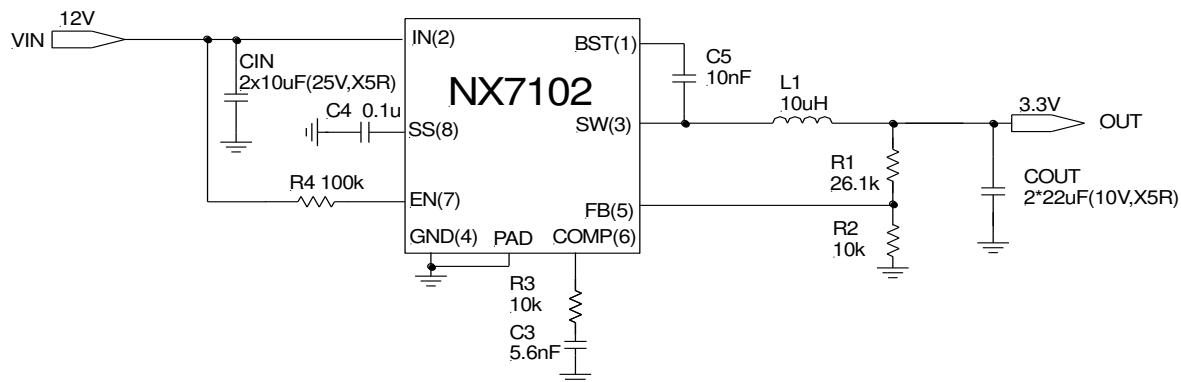 12V
VIN
CIN
2x10uF(25V,X5R)
C4 0.1u
R4 100k
IN(2)
BST(1)
NX7102
SS(8)
SW(3)
EN(7)
FB(5)
GND(4)
PAD
COMP(6)
C5
10nF
L1
10uH
3.3V
OUT
R1
26.1k
COUT
2*22uF(10V,X5R)
R2
10k
R3
10k
C3
5.6nF